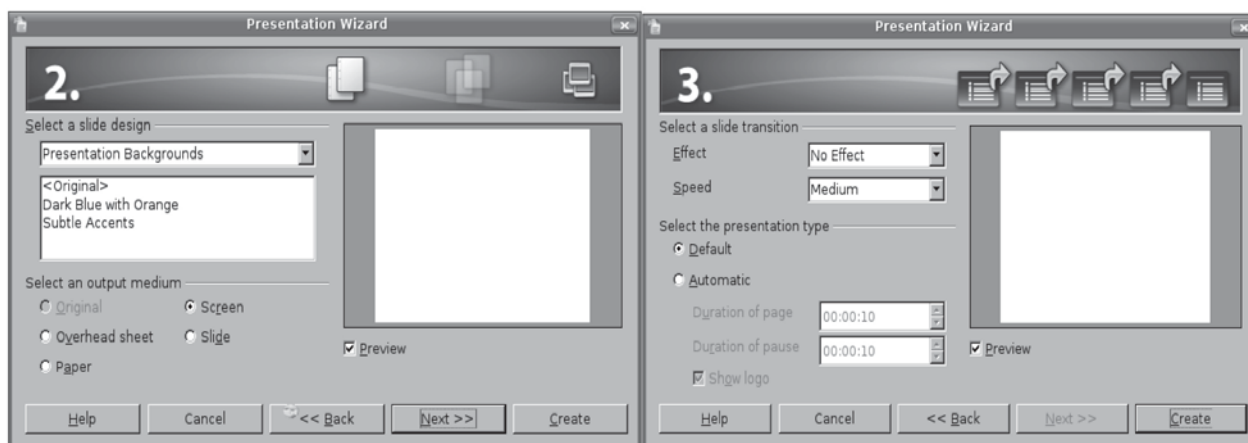 Presentation Wizard
2.
Select a slide design
Presentation Backgrounds
<Original>
Dark Blue with Orange
Subtle Accents
Select an output medium
Original
Screen
Overhead sheet
Slide
Paper
Preview
Help
Cancel
<< Back
Next >>
Create
Presentation Wizard
3.
Select a slide transition
Effect
No Effect
Speed
Medium
Select the presentation type
Default
Automatic
Duration of page
00:00:10
Duration of pause
00:00:10
Show logo
Preview
Help
Cancel
<< Back
Next >>
Create